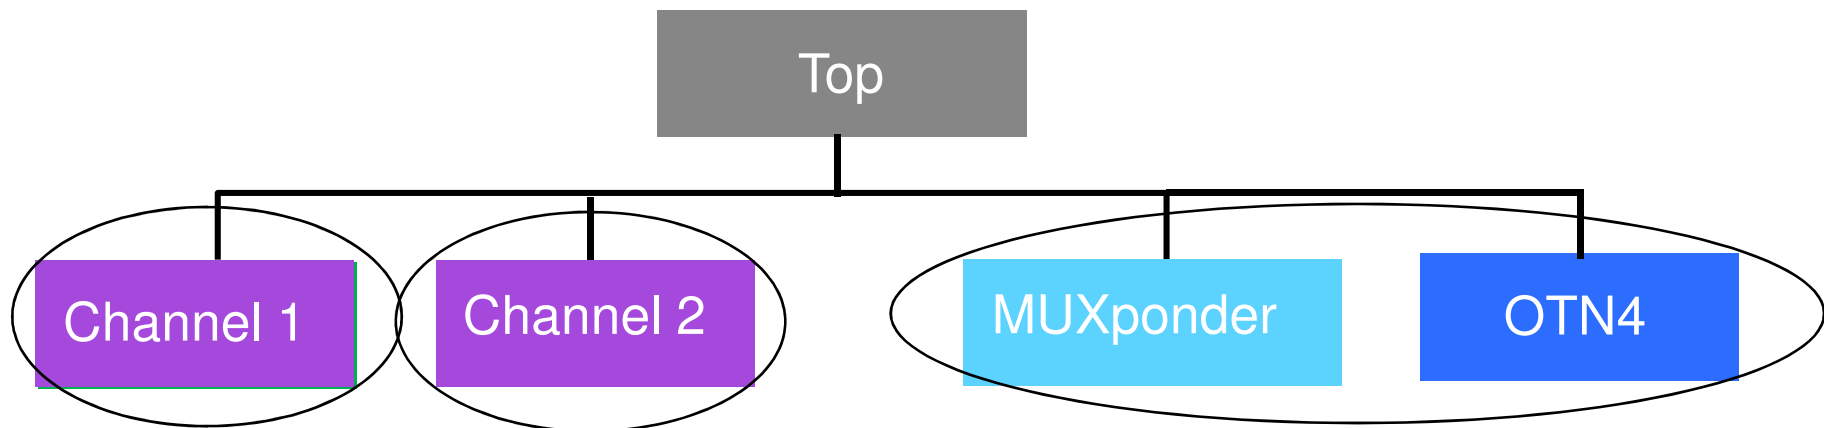 Top
Channel 1
Channel 2
MUXponder
OTN4